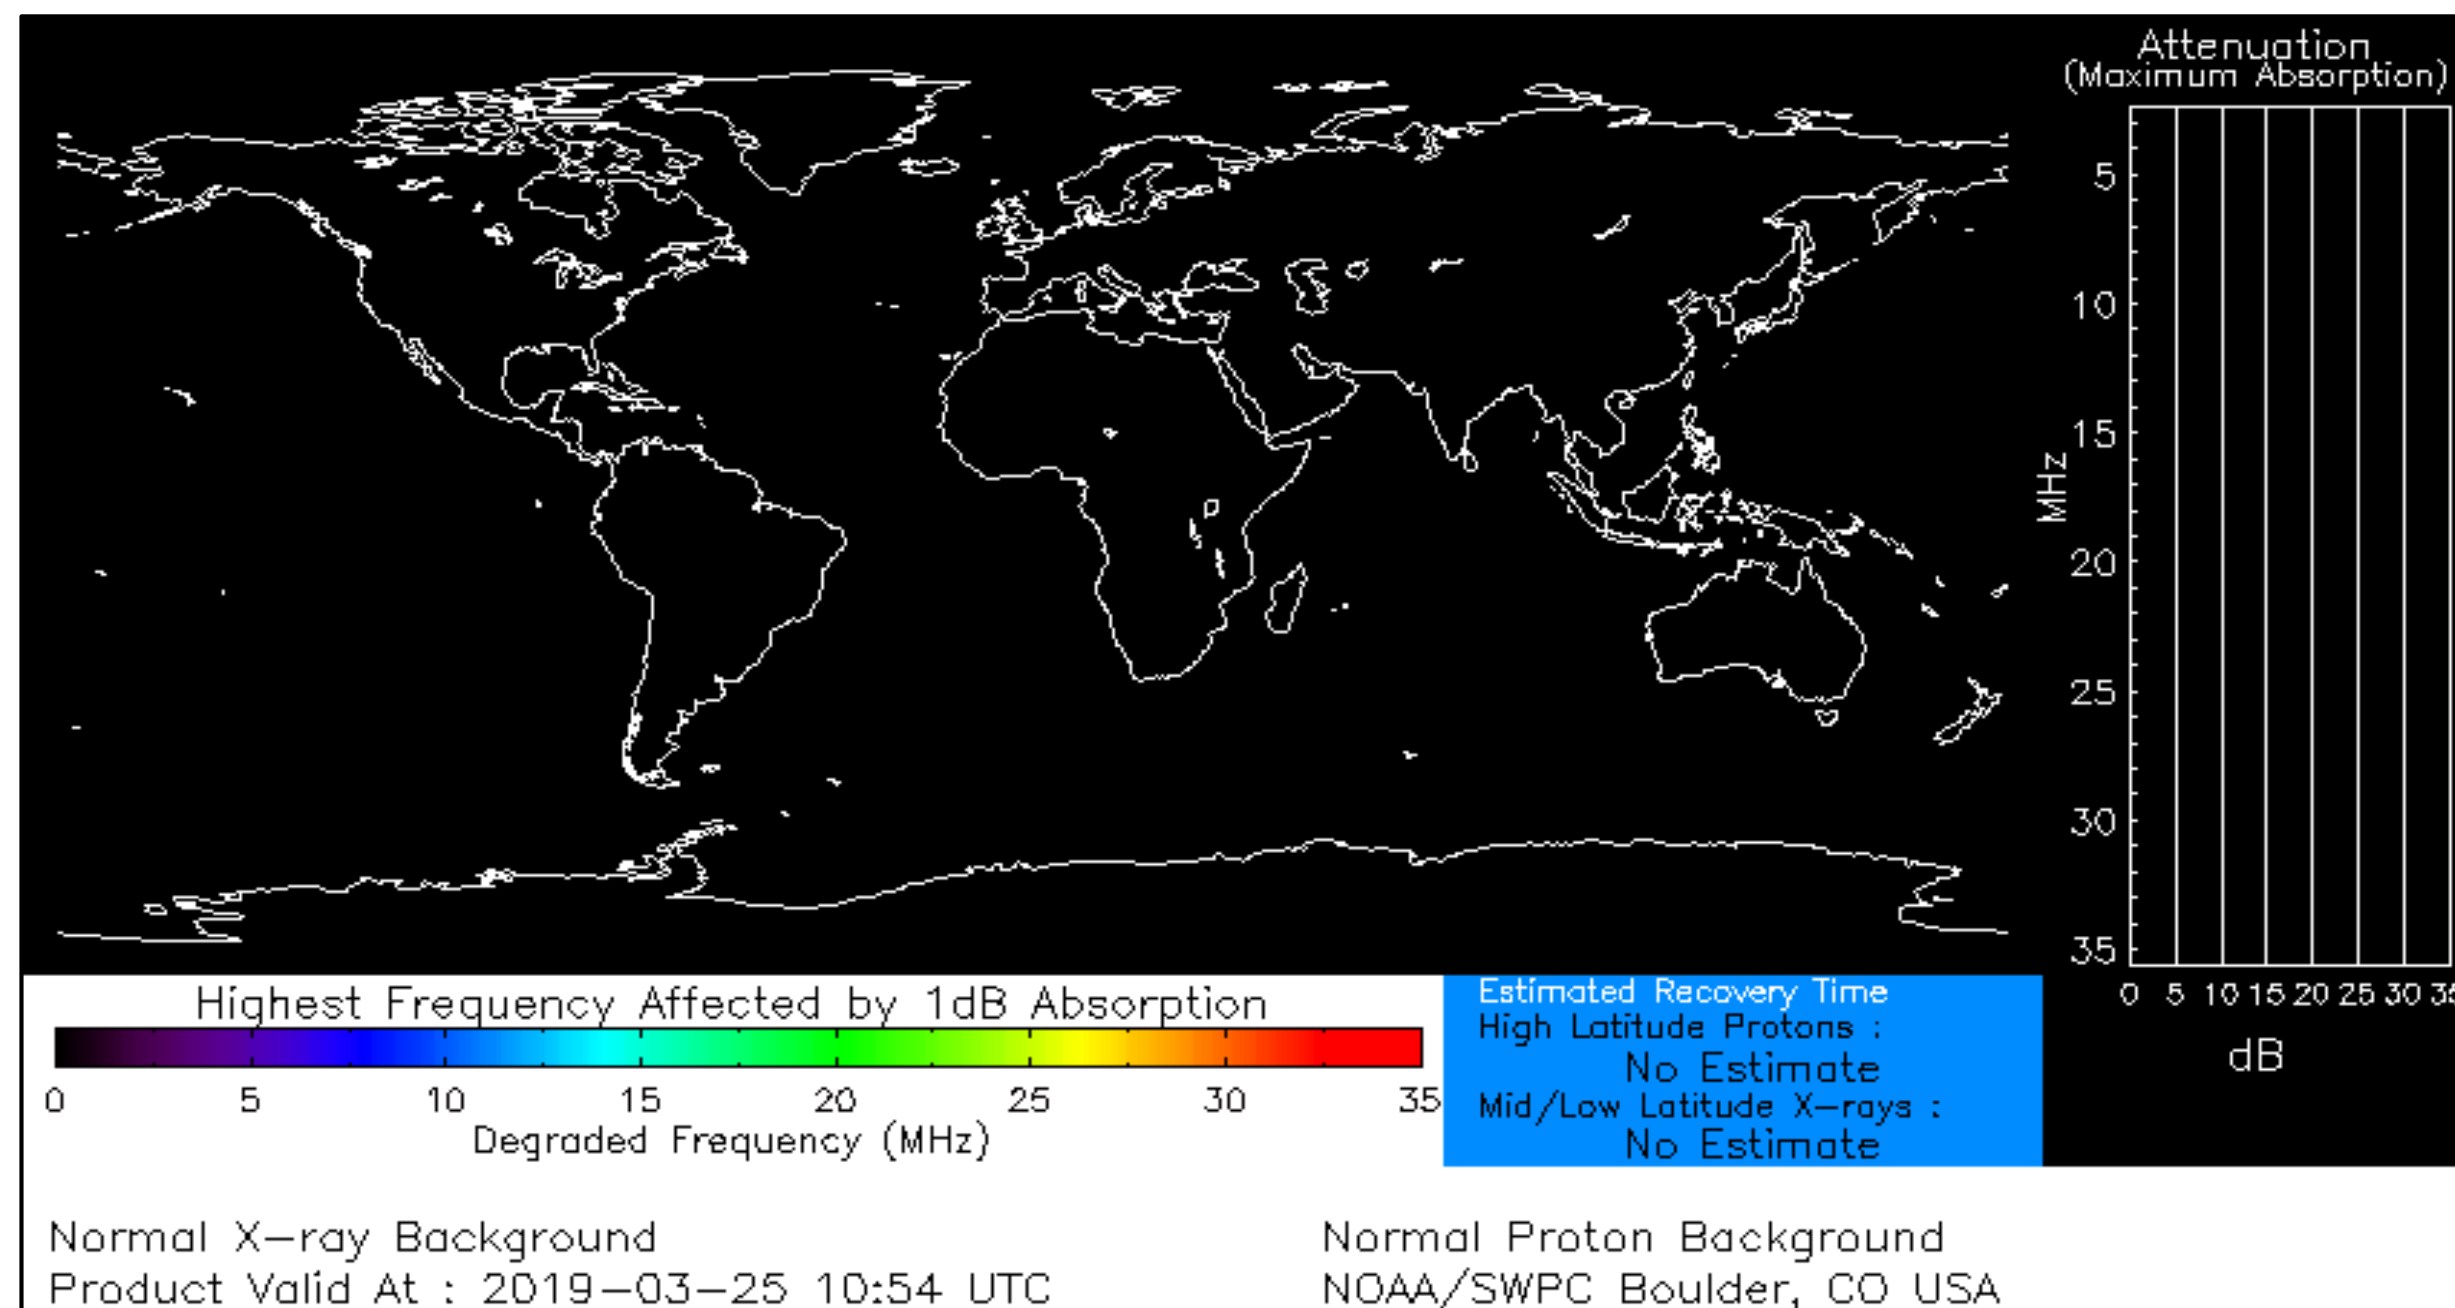 Attenuation
(Maximum Absorption)
5
10
15
20
25
30
35
MHz
0 5 10 15 20 25 30 35
dB
Highest Frequency Affected by 1dB Absorption
0 5 10 15 20 25 30 35
Degraded Frequency (MHz)
Estimated Recovery Time
High Latitude Protons :
No Estimate
Mid/Low Latitude X-rays :
No Estimate
Normal X-ray Background
Normal Proton Background
Product Valid At : 2019-03-25 10:54 UTC
NOAA/SWPC Boulder, CO USA